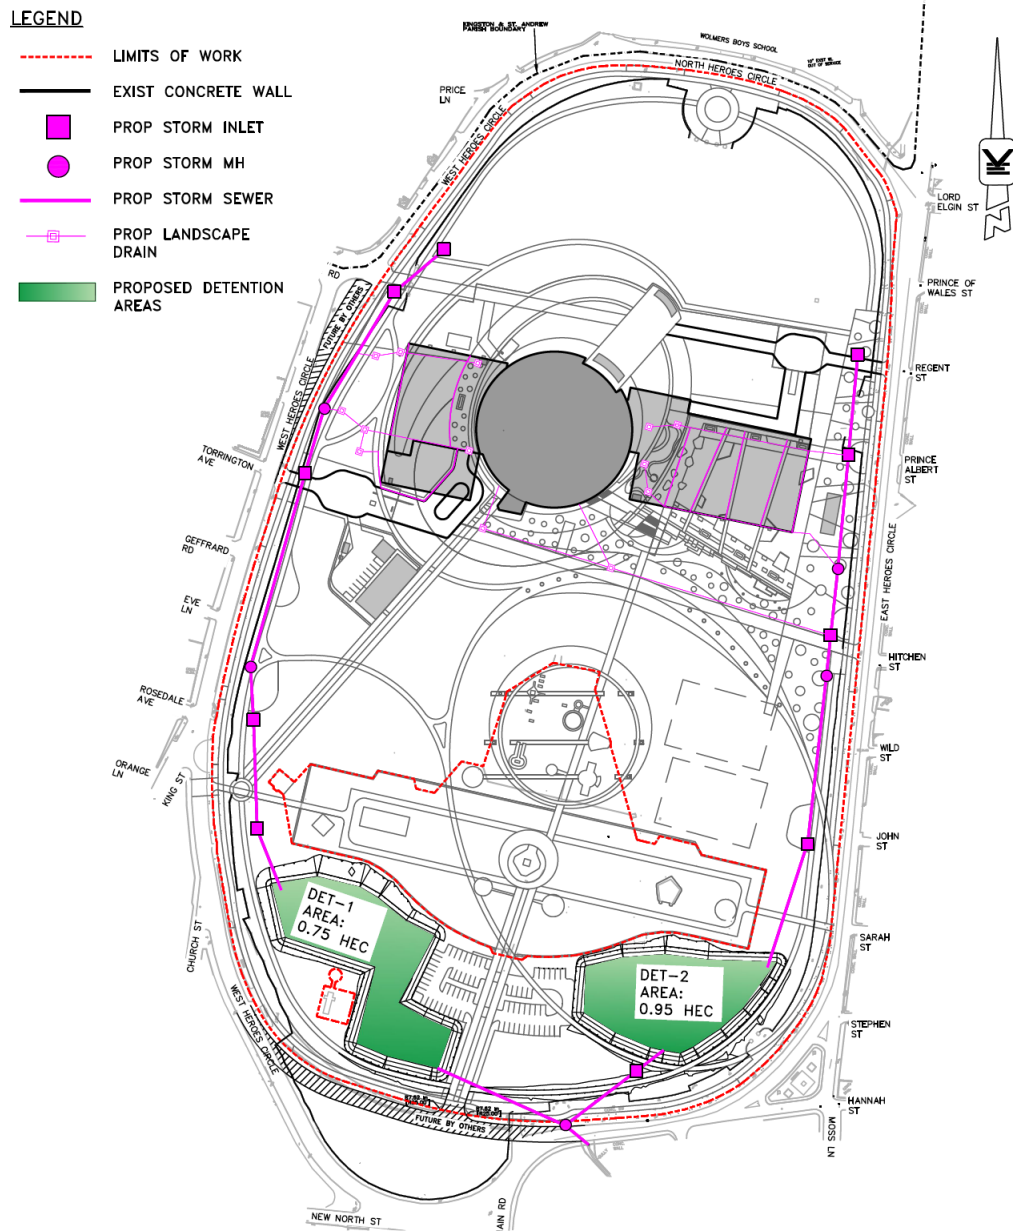 LEGEND
LIMITS OF WORK
EXIST CONCRETE WALL
PROP STORM INLET
PROP STORM MH
PROP STORM SEWER
PROP LANDSCAPE
DRAIN
PROPOSED DETENTION
AREAS
KINGSTON & ST. ANDREW
PARISH BOUNDARY
WOLMERS BOYS SCHOOL
OUT OF SERVICE
NORTH HEROES CIRCLE
PRICE
LN
WEST HEROES CIRCLE
N
LORD
ELGIN ST
RD
PRINCE OF
WALES ST
FUTURE BY OTHERS
REGENT
ST
WEST HEROES CIRCLE
TORRINGTON
AVE
PRINCE
ALBERT
ST
GEFFRARD
RD
EAST HEROES CIRCLE
EVE
LN
HITCHEN
ST
ROSEDALE
AVE
WILD
ST
ORANGE
LN
KING ST
JOHN
ST
DET-1
AREA:
0.75 HEC
CHURCH ST
SARAH
ST
DET-2
AREA:
0.95 HEC
WEST HEROES CIRCLE
STEPHEN
ST
HANNAH
ST
FUTURE BY OTHERS
MOSS LN
NEW NORTH ST
AIN RD